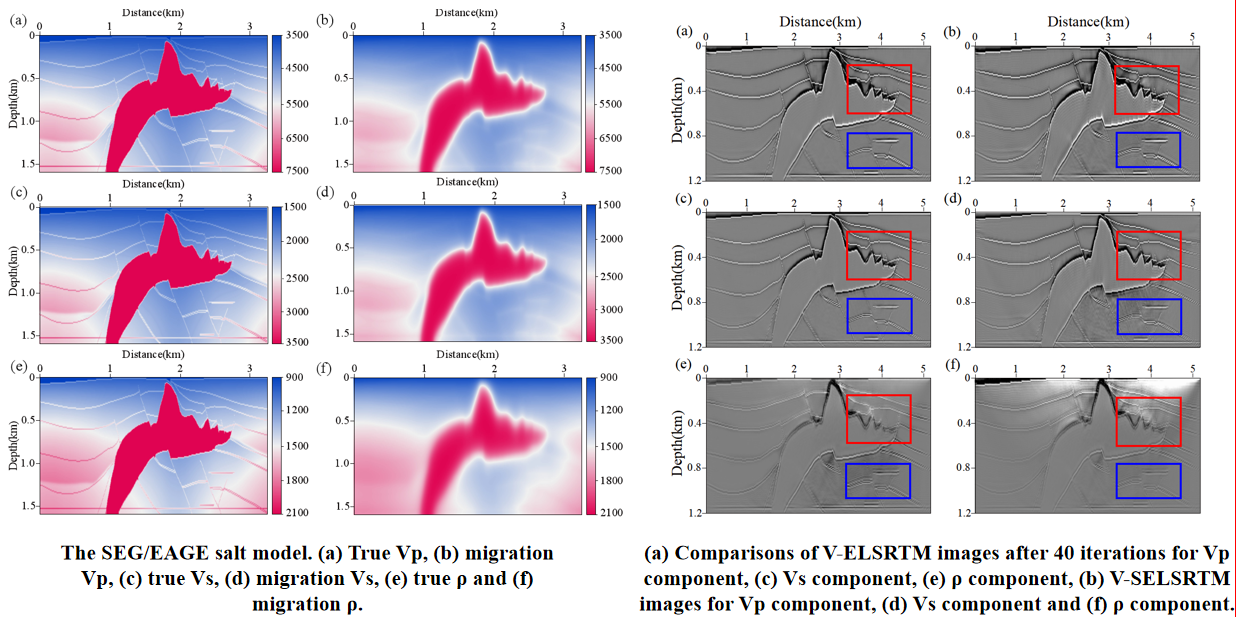 Distance(km)
(a) 0 1 2 3
0
0.5
1.0
1.5
Depth(km)
3500
4500
5500
6500
7500
Distance(km)
(b) 0 1 2 3
0
0.5
1.0
1.5
3500
4500
5500
6500
7500
Distance(km)
(c) 0 1 2 3
0
0.5
1.0
1.5
Depth(km)
1500
2000
2500
3000
3500
Distance(km)
(d) 0 1 2 3
0
0.5
1.0
1.5
1500
2000
2500
3000
3500
Distance(km)
(e) 0 1 2 3
0
0.5
1.0
1.5
Depth(km)
900
1200
1500
1800
2100
Distance(km)
(f) 0 1 2 3
0
0.5
1.0
1.5
900
1200
1500
1800
2100
The SEG/EAGE salt model. (a) True Vp, (b) migration
Vp, (c) true Vs, (d) migration Vs, (e) true ρ and (f)
migration ρ.
Distance(km)
(a) 0 1 2 3 4 5
0
0.4
0.8
1.2
Depth(km)
Distance(km)
(b) 0 1 2 3 4 5
0
0.4
0.8
1.2
(c) 0 1 2 3 4 5
0
0.4
0.8
1.2
Depth(km)
(d) 0 1 2 3 4 5
0
0.4
0.8
1.2
(e) 0 1 2 3 4 5
0
0.4
0.8
1.2
Depth(km)
(f) 0 1 2 3 4 5
0
0.4
0.8
1.2
(a) Comparisons of V-ELSRTM images after 40 iterations for Vp
component, (c) Vs component, (e) ρ component, (b) V-SELSRTM
images for Vp component, (d) Vs component and (f) ρ component.